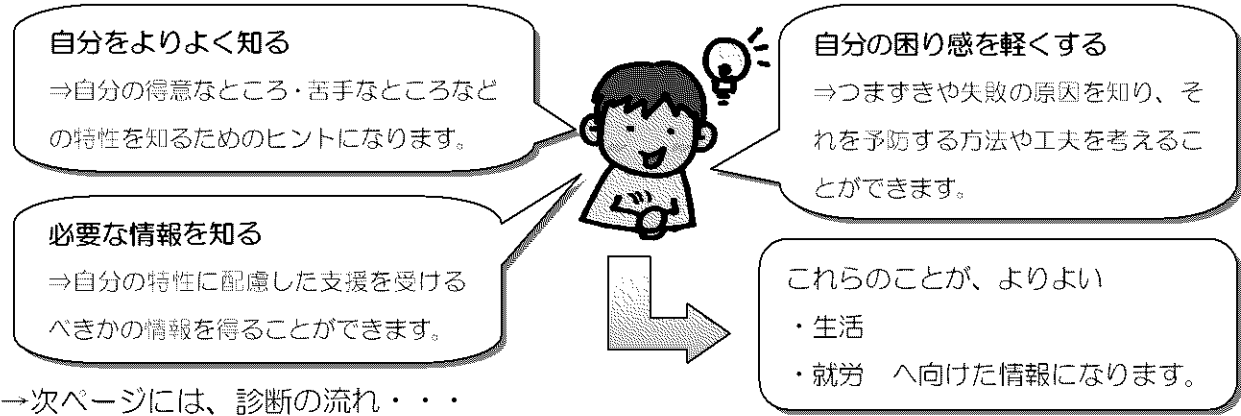 自分をよりよく知る
⇒自分の得意なところ・苦手なところなど
の特性を知るためのヒントになります。
自分の困り感を軽くする
⇒つまずきや失敗の原因を知り、そ
れを予防する方法や工夫を考えるこ
とができます。
必要な情報を知る
⇒自分の特性に配慮した支援を受ける
べきかの情報を得ることができます。
これらのことが、よりよい
・生活
・就労　へ向けた情報になります。
→次ページには、診断の流れ・・・